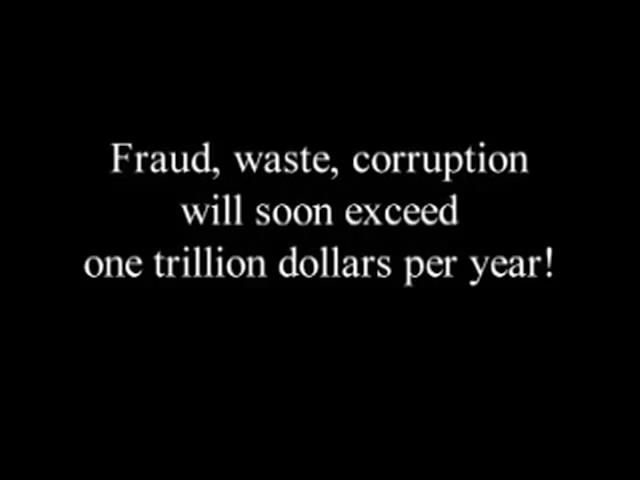 Fraud, waste, corruption
will soon exceed
one trillion dollars per year!